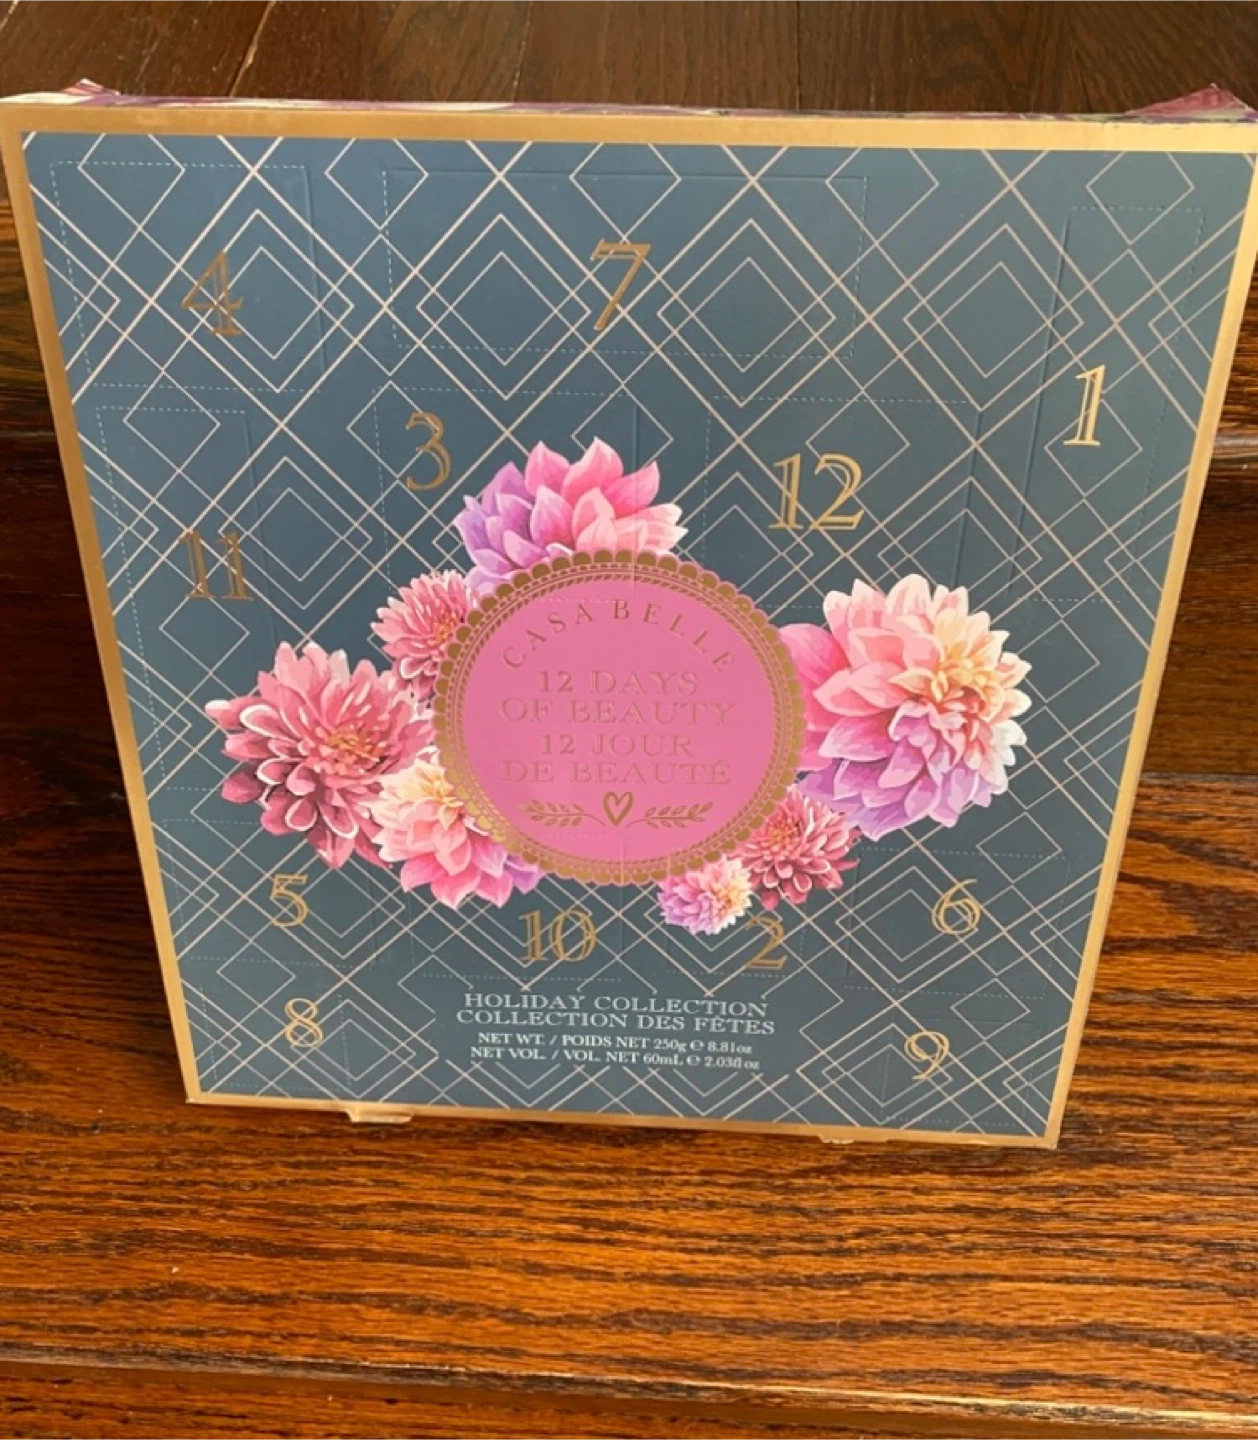 4
7
1
3
12
11
CASA BELLE
12 DAYS
OF BEAUTY
12 JOUR
DE BEAUTÉ
5
10
2
6
HOLIDAY COLLECTION
COLLECTION DES FÊTES
8
NET WT. / POIDS NET 250g ℮ 8.81oz
NET VOL. / VOL. NET 60mL ℮ 2.03fl oz
9